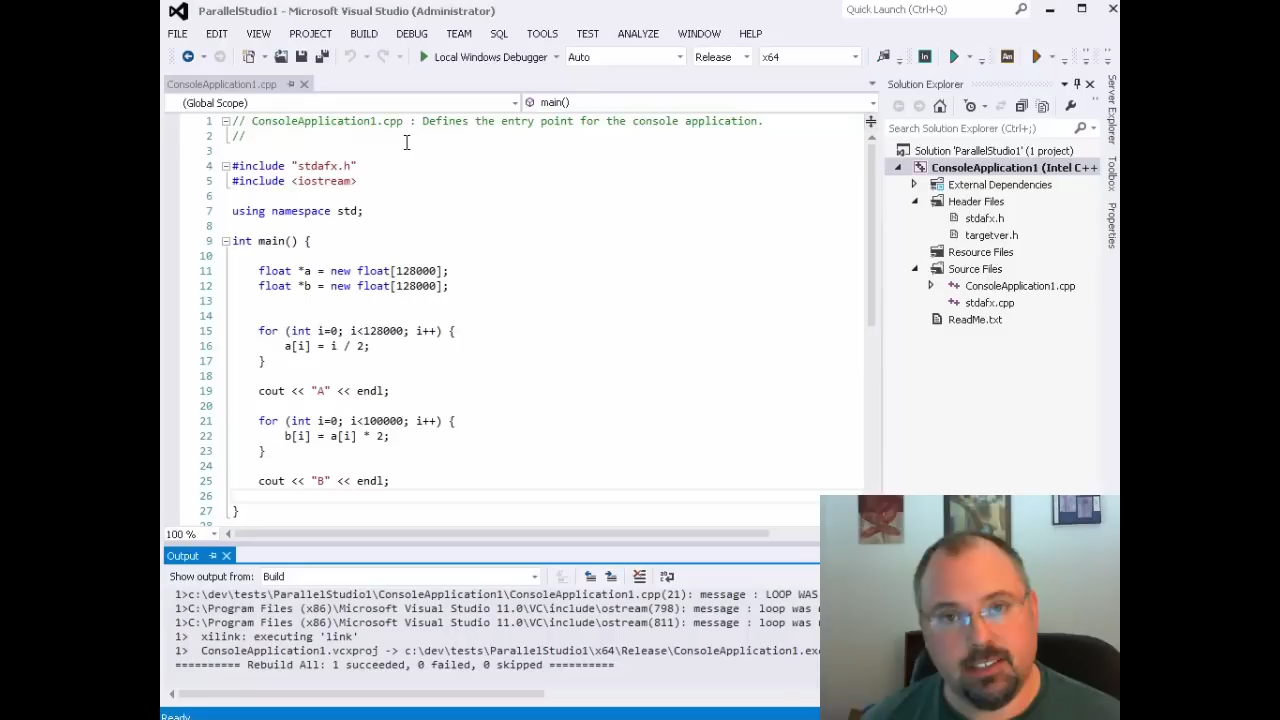 ParallelStudio1 - Microsoft Visual Studio (Administrator)
Quick Launch (Ctrl+Q)
FILE EDIT VIEW PROJECT BUILD DEBUG TEAM SQL TOOLS TEST ANALYZE WINDOW HELP
Local Windows Debugger Auto Release x64
ConsoleApplication1.cpp
(Global Scope) main()
1 // ConsoleApplication1.cpp : Defines the entry point for the console application.
2 //
3
4 #include "stdafx.h"
5 #include <iostream>
6
7 using namespace std;
8
9 int main() {
10
11 float *a = new float[128000];
12 float *b = new float[128000];
13
14
15 for (int i=0; i<128000; i++) {
16 a[i] = i / 2;
17 }
18
19 cout << "A" << endl;
20
21 for (int i=0; i<100000; i++) {
22 b[i] = a[i] * 2;
23 }
24
25 cout << "B" << endl;
26
27 }
100 %
Solution Explorer
Search Solution Explorer (Ctrl+;)
Solution 'ParallelStudio1' (1 project)
ConsoleApplication1 (Intel C++
External Dependencies
Header Files
stdafx.h
targetver.h
Resource Files
Source Files
ConsoleApplication1.cpp
stdafx.cpp
ReadMe.txt
Server Explorer
Toolbox
Properties
Output
Show output from: Build
1>c:\dev\tests\ParallelStudio1\ConsoleApplication1\ConsoleApplication1.cpp(21): message : LOOP WAS
1>C:\Program Files (x86)\Microsoft Visual Studio 11.0\VC\include\ostream(798): message : loop was
1>C:\Program Files (x86)\Microsoft Visual Studio 11.0\VC\include\ostream(811): message : loop was
1> xilink: executing 'link'
1> ConsoleApplication1.vcxproj -> c:\dev\tests\ParallelStudio1\x64\Release\ConsoleApplication1.exe
========== Rebuild All: 1 succeeded, 0 failed, 0 skipped ==========
Ready